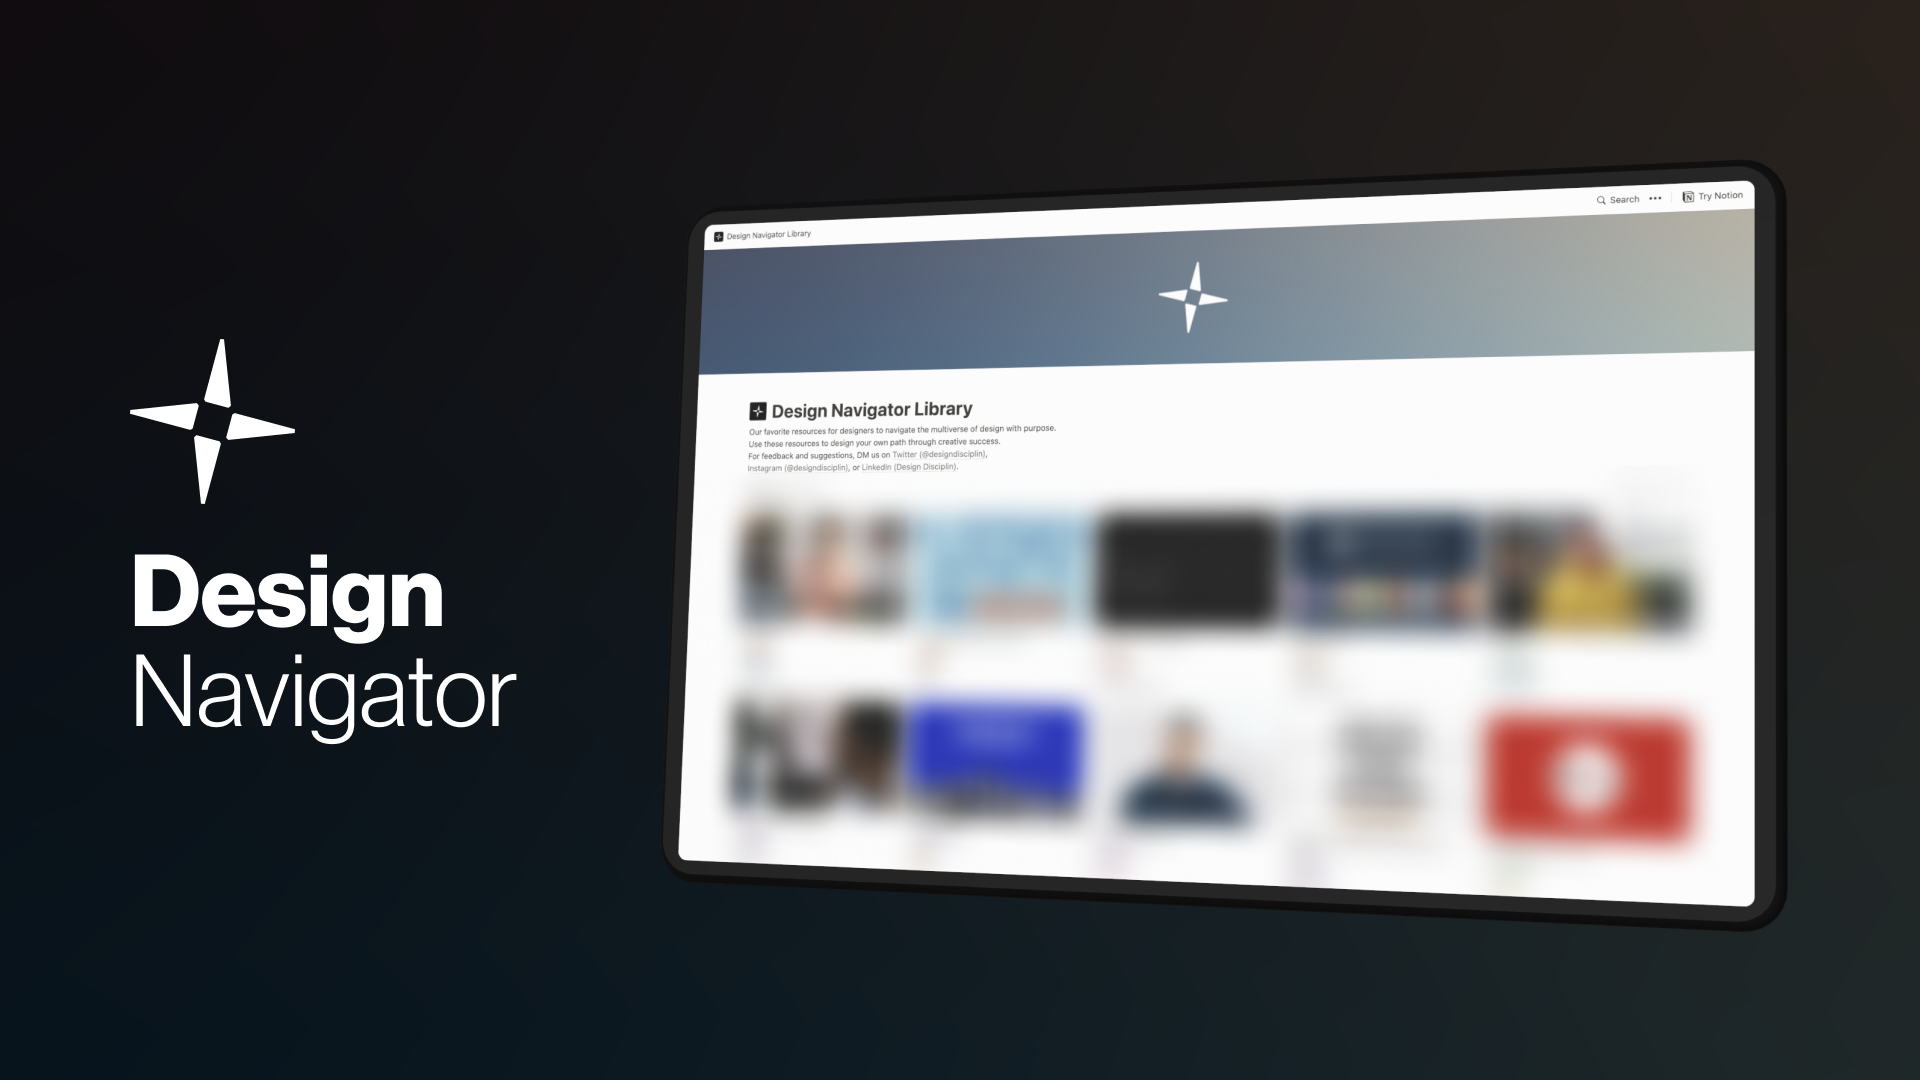 Design
Navigator
Design Navigator Library
Search
Try Notion
Design Navigator Library
Our favorite resources for designers to navigate the multiverse of design with purpose.
Use these resources to design your own path through creative success.
For feedback and suggestions, DM us on Twitter (@designdisciplin),
Instagram (@designdisciplin), or LinkedIn (Design Disciplin).